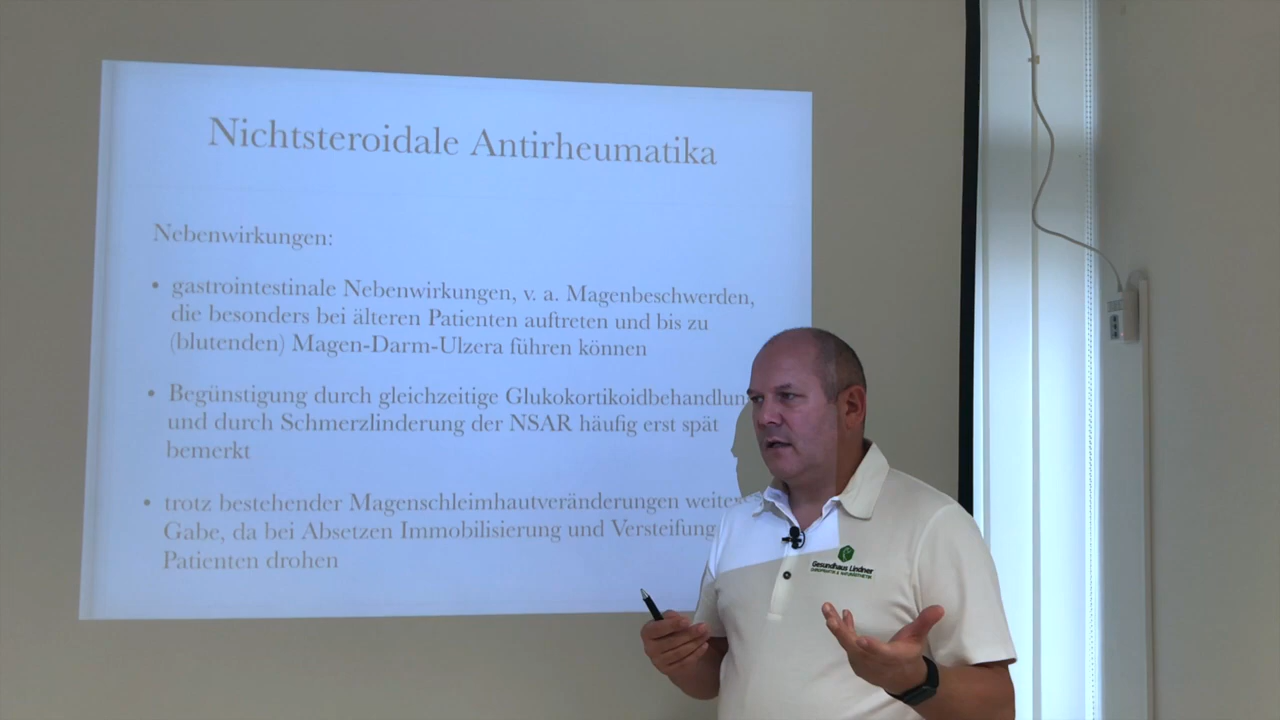 Nichtsteroidale Antirheumatika
Nebenwirkungen:
• gastrointestinale Nebenwirkungen, v. a. Magenbeschwerden,
die besonders bei älteren Patienten auftreten und bis zu
(blutenden) Magen-Darm-Ulzera führen können
• Begünstigung durch gleichzeitige Glukokortikoidbehandlun
und durch Schmerzlinderung der NSAR häufig erst spät
bemerkt
• trotz bestehender Magenschleimhautveränderungen weitere
Gabe, da bei Absetzen Immobilisierung und Versteifung
Patienten drohen
Gesundhaus Lindner